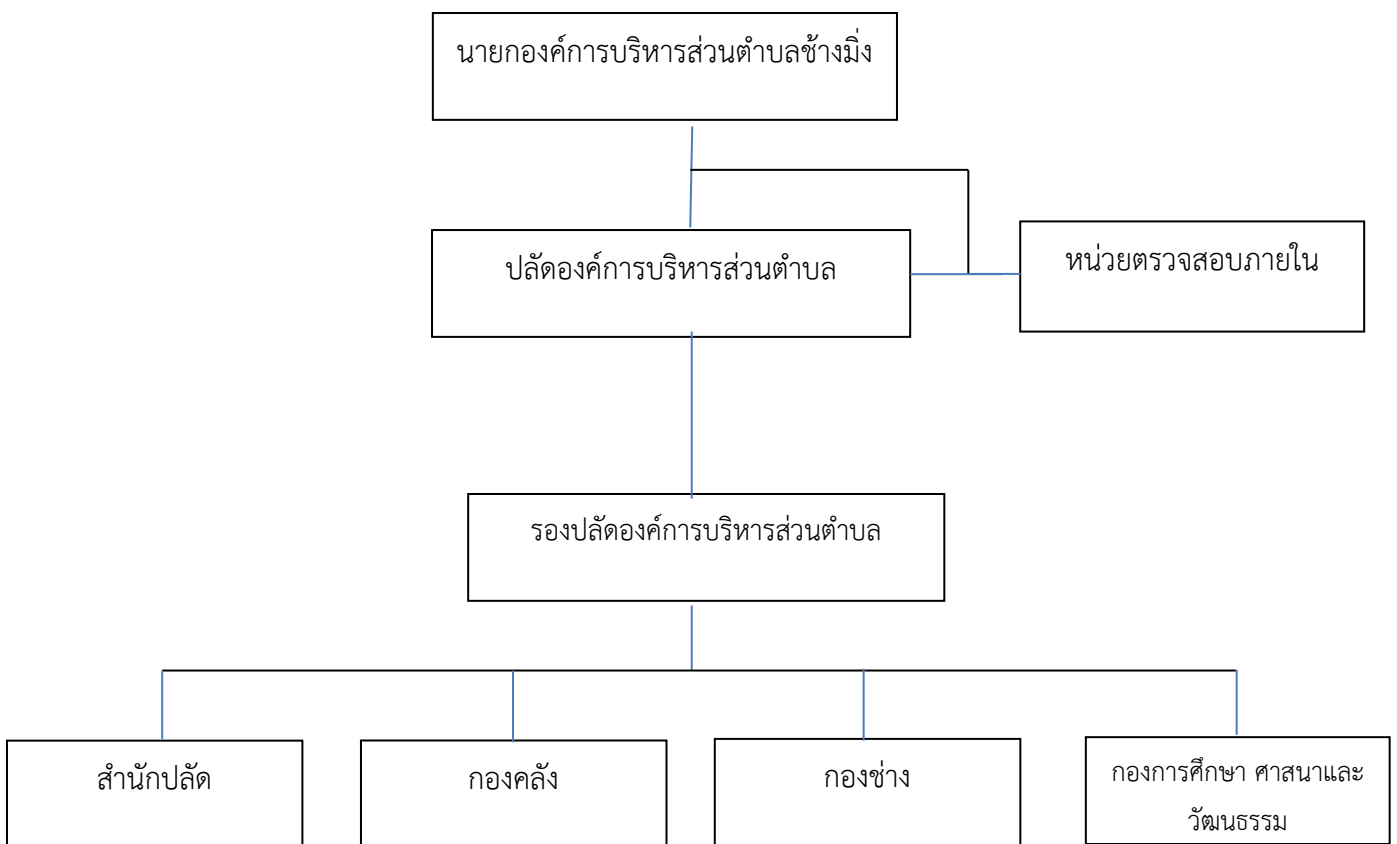 นายกองค์การบริหารส่วนตำบลช้างมิ่ง
ปลัดองค์การบริหารส่วนตำบล
หน่วยตรวจสอบภายใน
รองปลัดองค์การบริหารส่วนตำบล
สำนักปลัด
กองคลัง
กองช่าง
กองการศึกษา ศาสนาและ
วัฒนธรรม